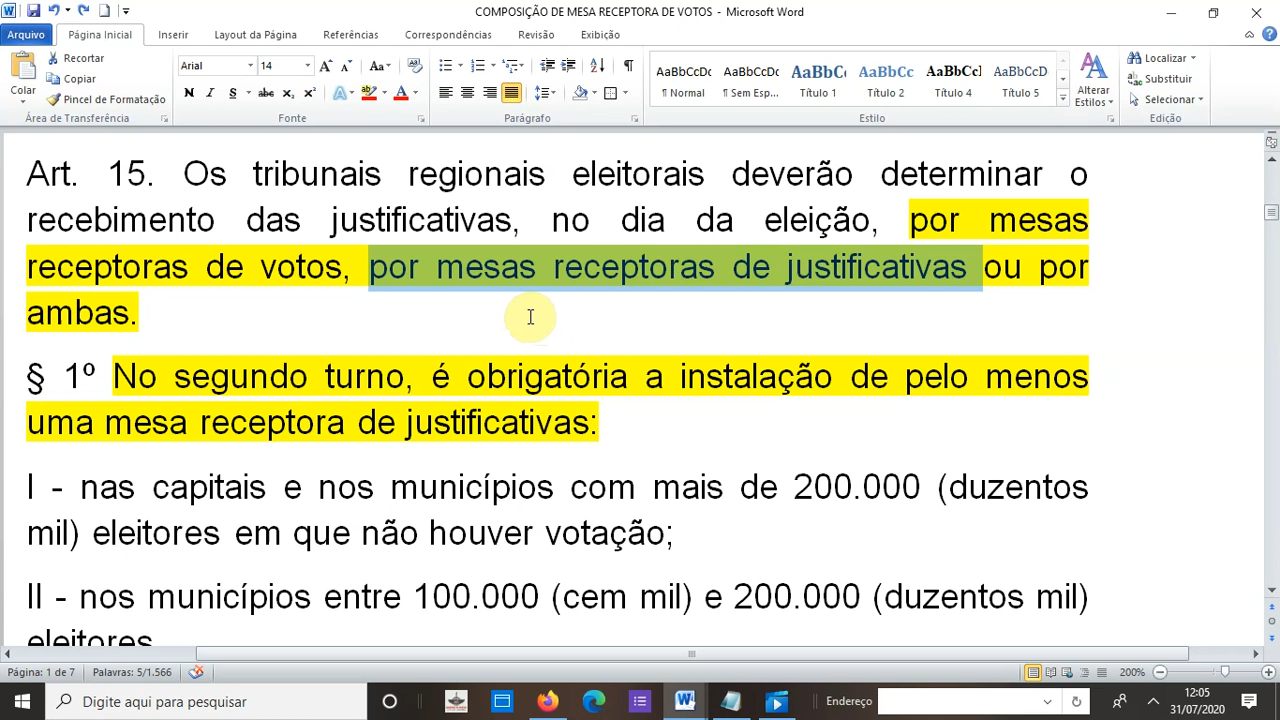 COMPOSIÇÃO DE MESA RECEPTORA DE VOTOS - Microsoft Word
Arquivo Página Inicial Inserir Layout da Página Referências Correspondências Revisão Exibição
Colar
Recortar
Copiar
Pincel de Formatação
Área de Transferência
Arial 14
Fonte
Parágrafo
AaBbCcDc AaBbCcDc AaBbC AaBbCc AaBbCc AaBbCcDc
¶ Normal ¶ Sem Esp... Título 1 Título 2 Título 4 Título 5
Alterar
Estilos
Estilo
Localizar
Substituir
Selecionar
Edição
Art. 15. Os tribunais regionais eleitorais deverão determinar o
recebimento das justificativas, no dia da eleição, por mesas
receptoras de votos, por mesas receptoras de justificativas ou por
ambas.
§ 1º No segundo turno, é obrigatória a instalação de pelo menos
uma mesa receptora de justificativas:
I - nas capitais e nos municípios com mais de 200.000 (duzentos
mil) eleitores em que não houver votação;
II - nos municípios entre 100.000 (cem mil) e 200.000 (duzentos mil)
eleitores
Página: 1 de 7 Palavras: 5/1.566 200%
Digite aqui para pesquisar Endereço 12:05
31/07/2020